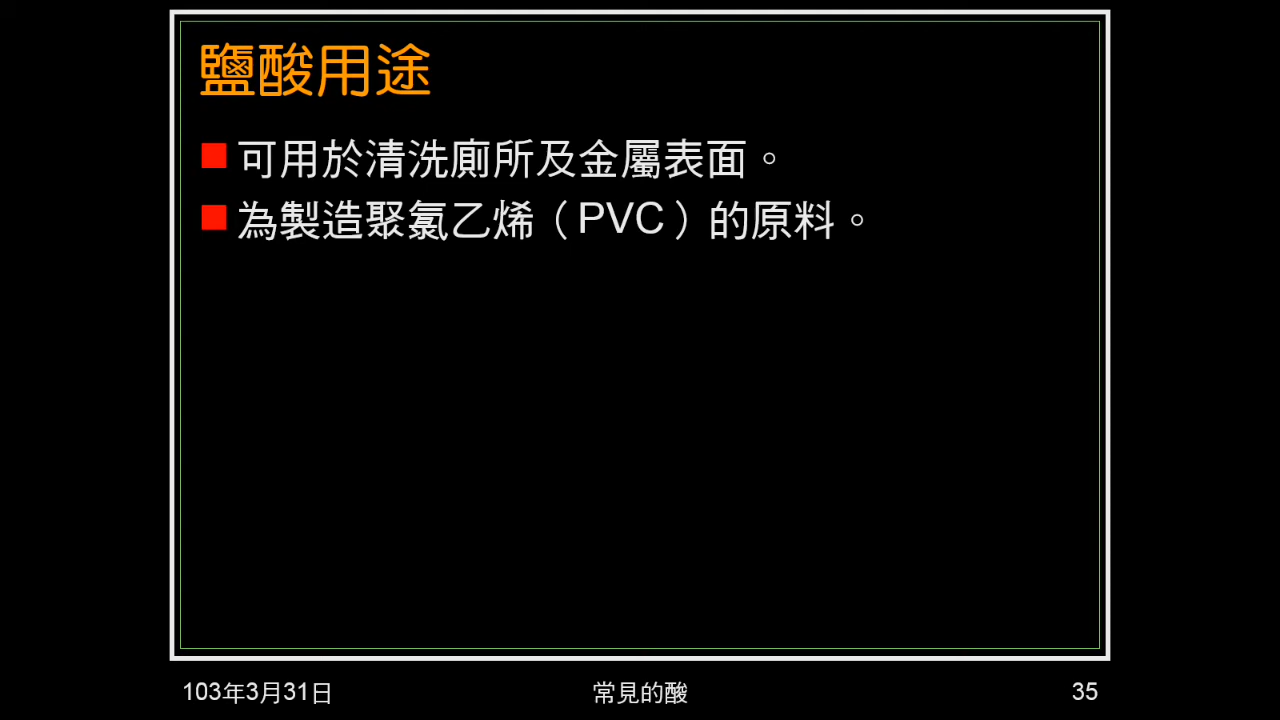 鹽酸用途
可用於清洗廁所及金屬表面。
為製造聚氯乙烯（PVC）的原料。
103年3月31日
常見的酸
35